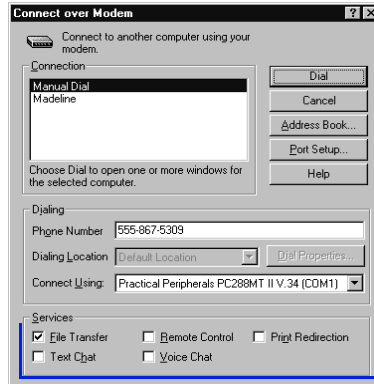 Connect over Modem
Connect to another computer using your
modem.
Connection
Manual Dial
Madeline
Choose Dial to open one or more windows for
the selected computer.
Dial
Cancel
Address Book...
Port Setup...
Help
Dialing
Phone Number 555-867-5309
Dialing Location Default Location Dial Properties...
Connect Using: Practical Peripherals PC288MT II V.34 (COM1)
Services
File Transfer Remote Control Print Redirection
Text Chat Voice Chat